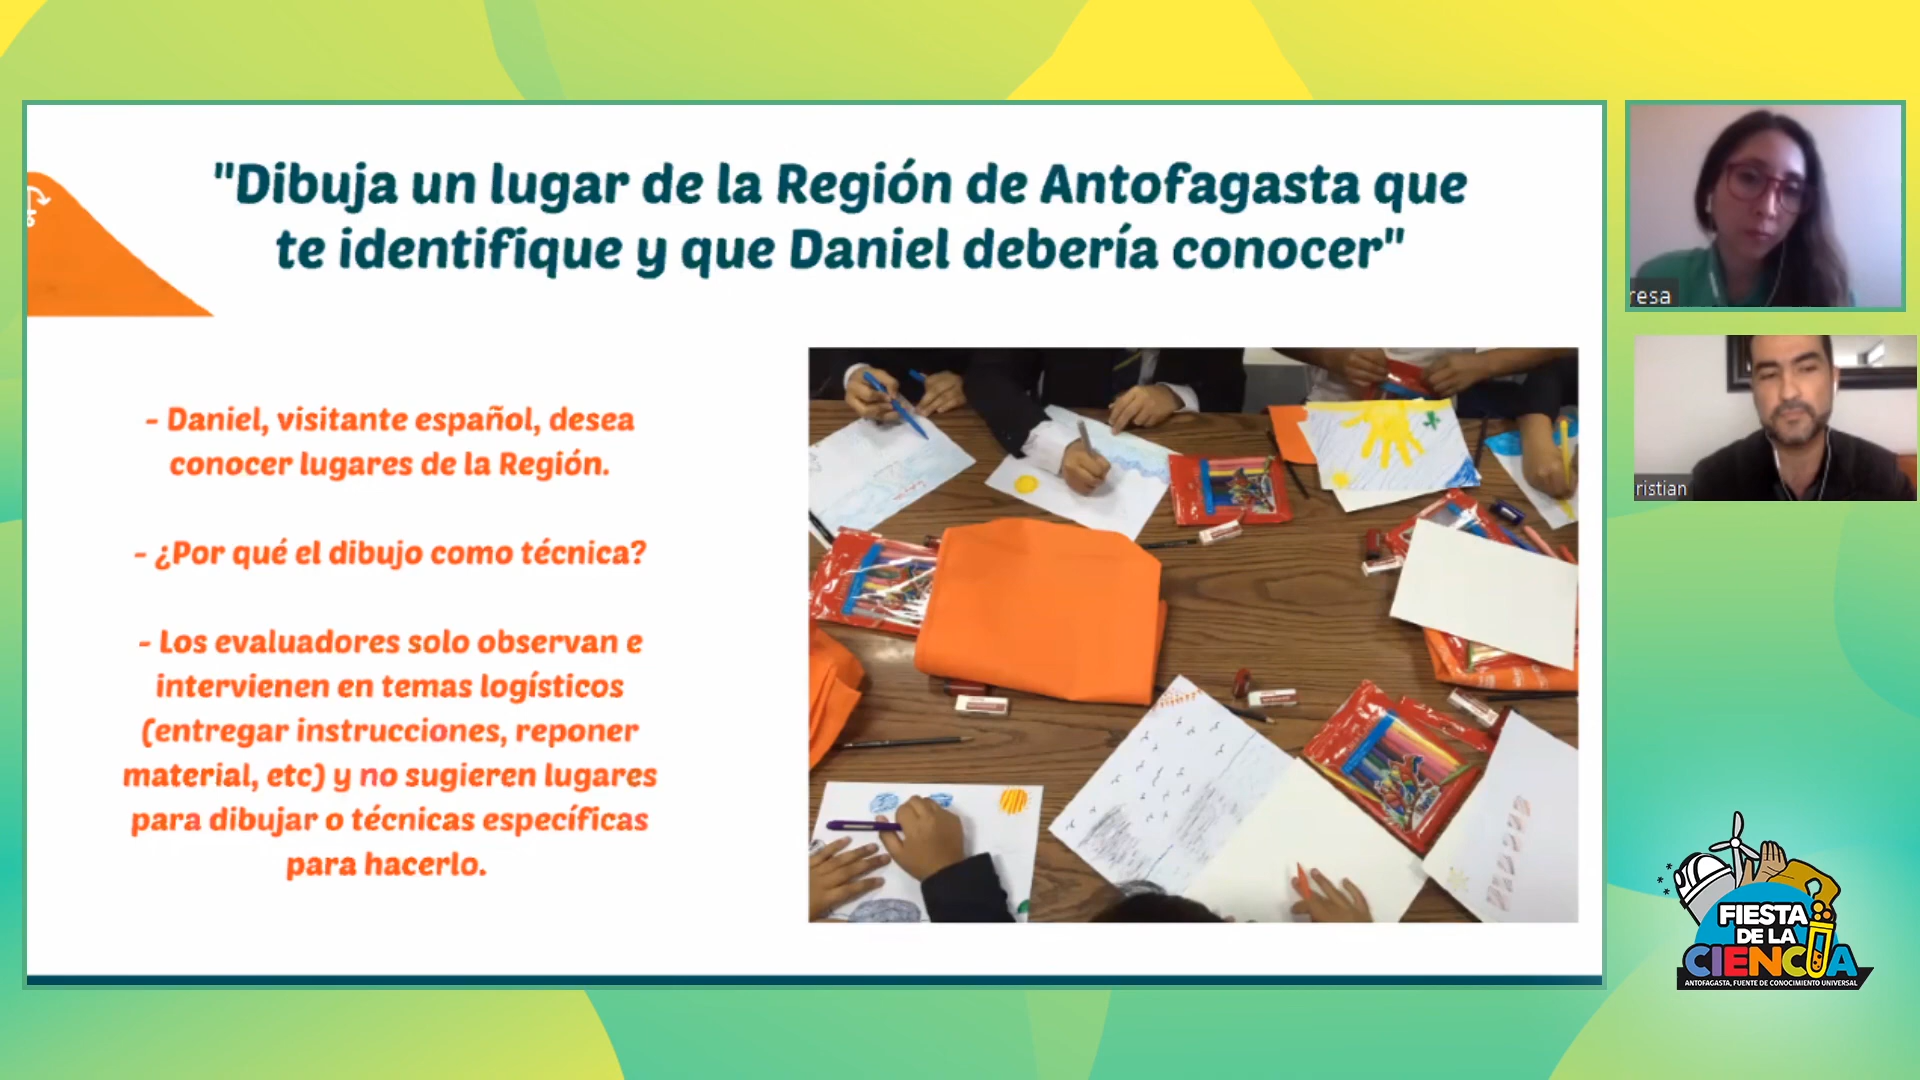 "Dibuja un lugar de la Región de Antofagasta que
te identifique y que Daniel debería conocer"
- Daniel, visitante español, desea
conocer lugares de la Región.
- ¿Por qué el dibujo como técnica?
- Los evaluadores solo observan e
intervienen en temas logísticos
(entregar instrucciones, reponer
material, etc) y no sugieren lugares
para dibujar o técnicas específicas
para hacerlo.
resa
ristian
FIESTA
DE LA
CIENCIA
ANTOFAGASTA, FUENTE DE CONOCIMIENTO UNIVERSAL